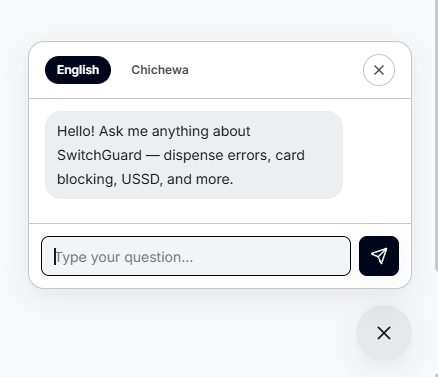 English Chichewa
Hello! Ask me anything about
SwitchGuard — dispense errors, card
blocking, USSD, and more.
Type your question...